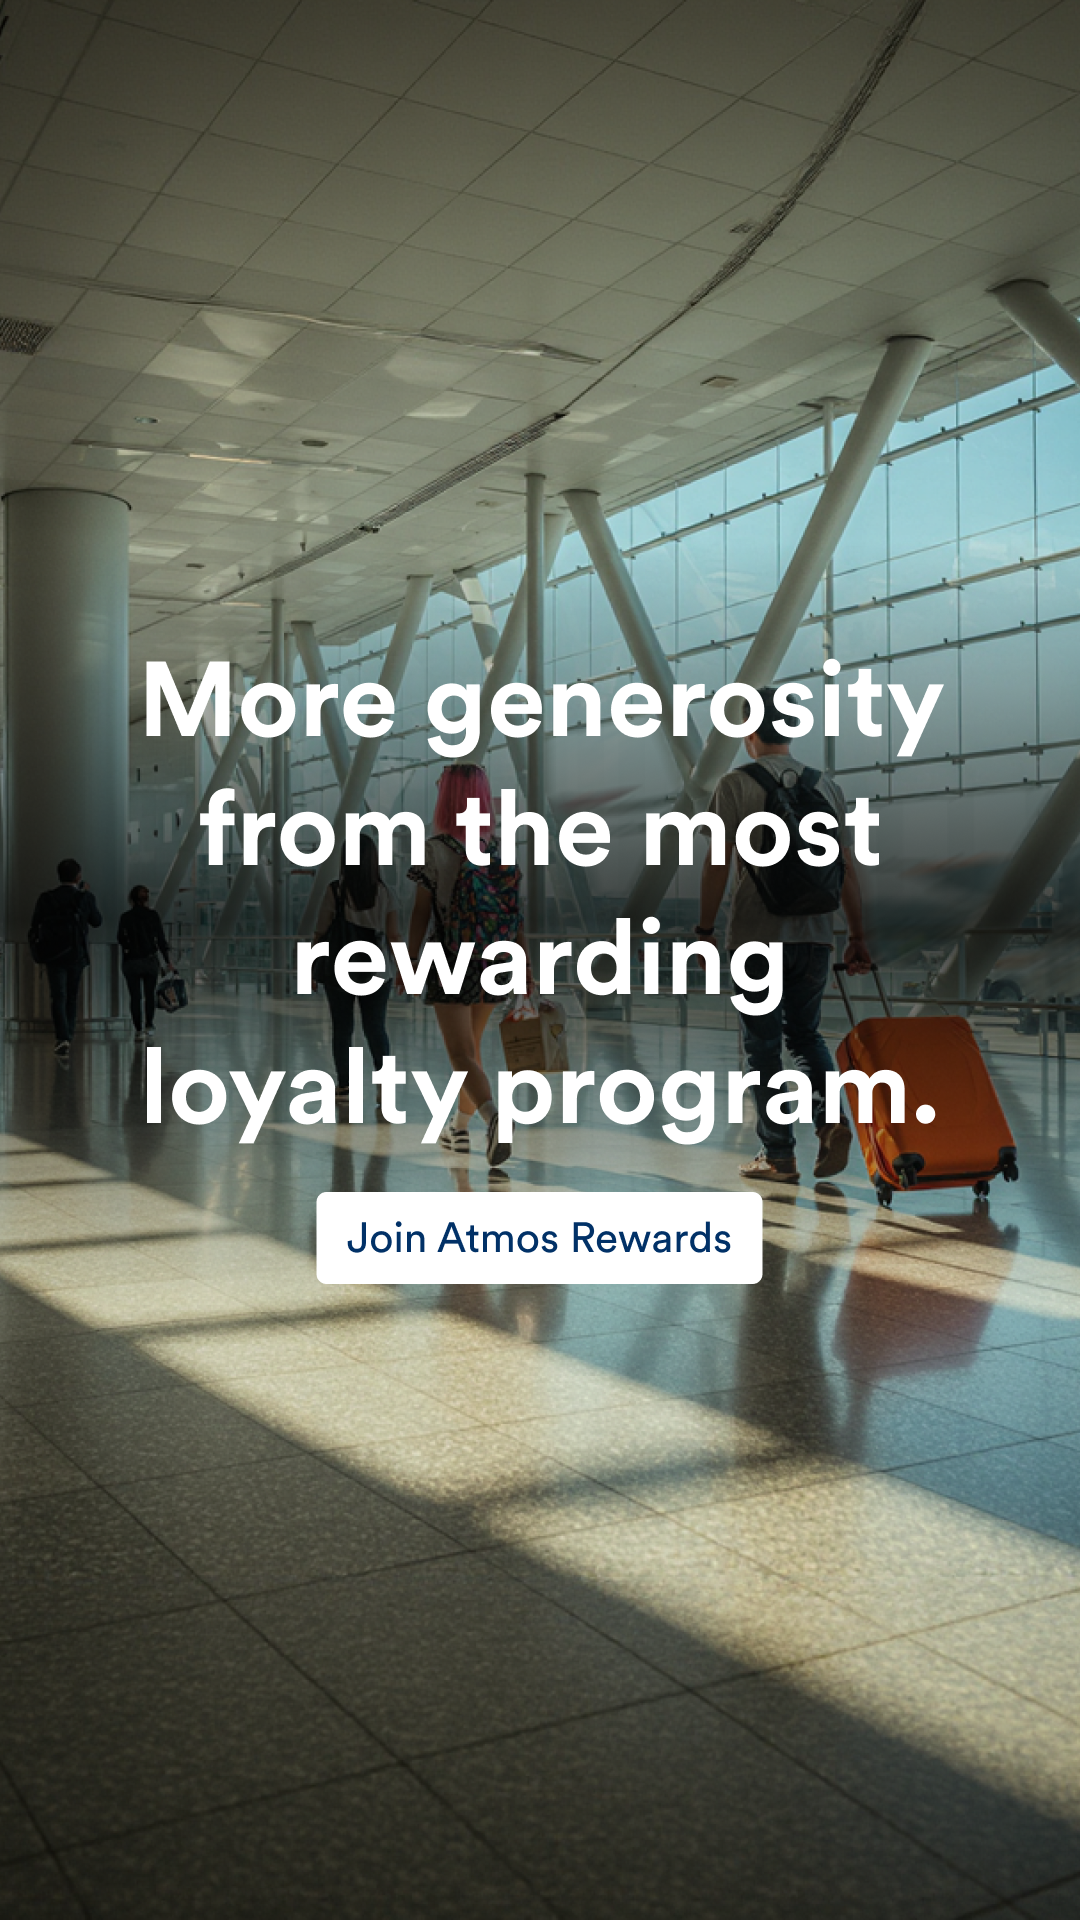 More generosity
from the most
rewarding
loyalty program.
Join Atmos Rewards